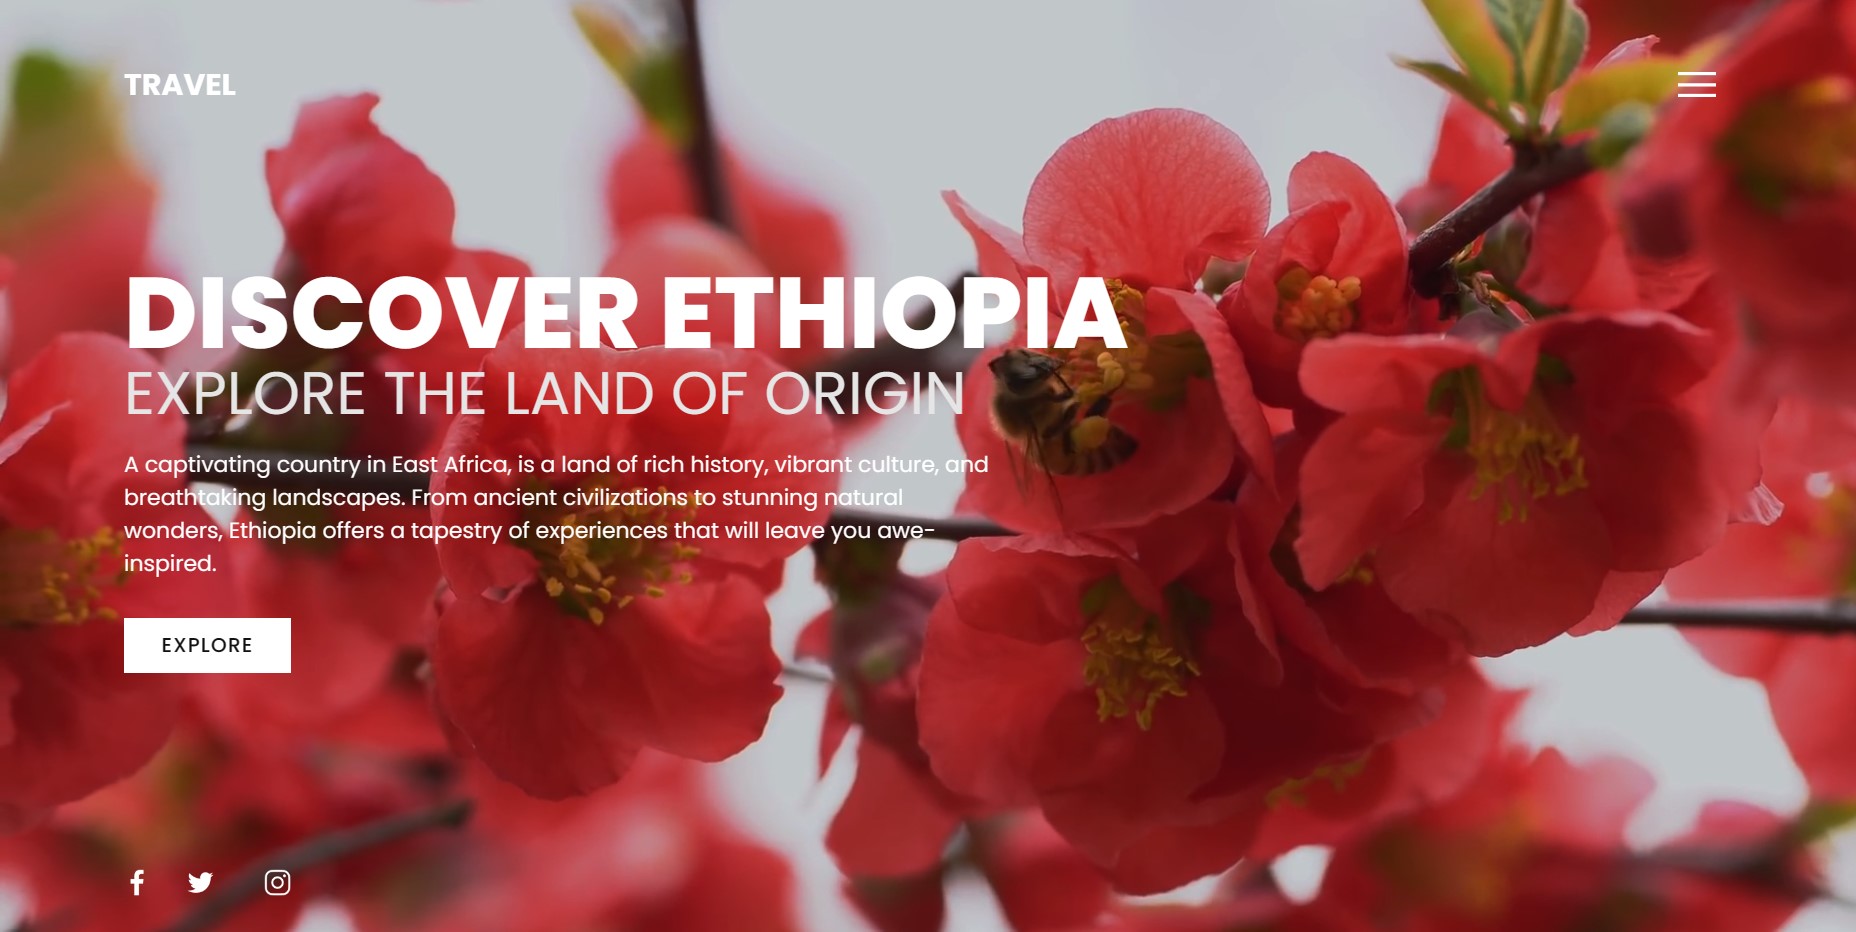 TRAVEL
DISCOVER ETHIOPIA
EXPLORE THE LAND OF ORIGIN
A captivating country in East Africa, is a land of rich history, vibrant culture, and
breathtaking landscapes. From ancient civilizations to stunning natural
wonders, Ethiopia offers a tapestry of experiences that will leave you awe-
inspired.
EXPLORE